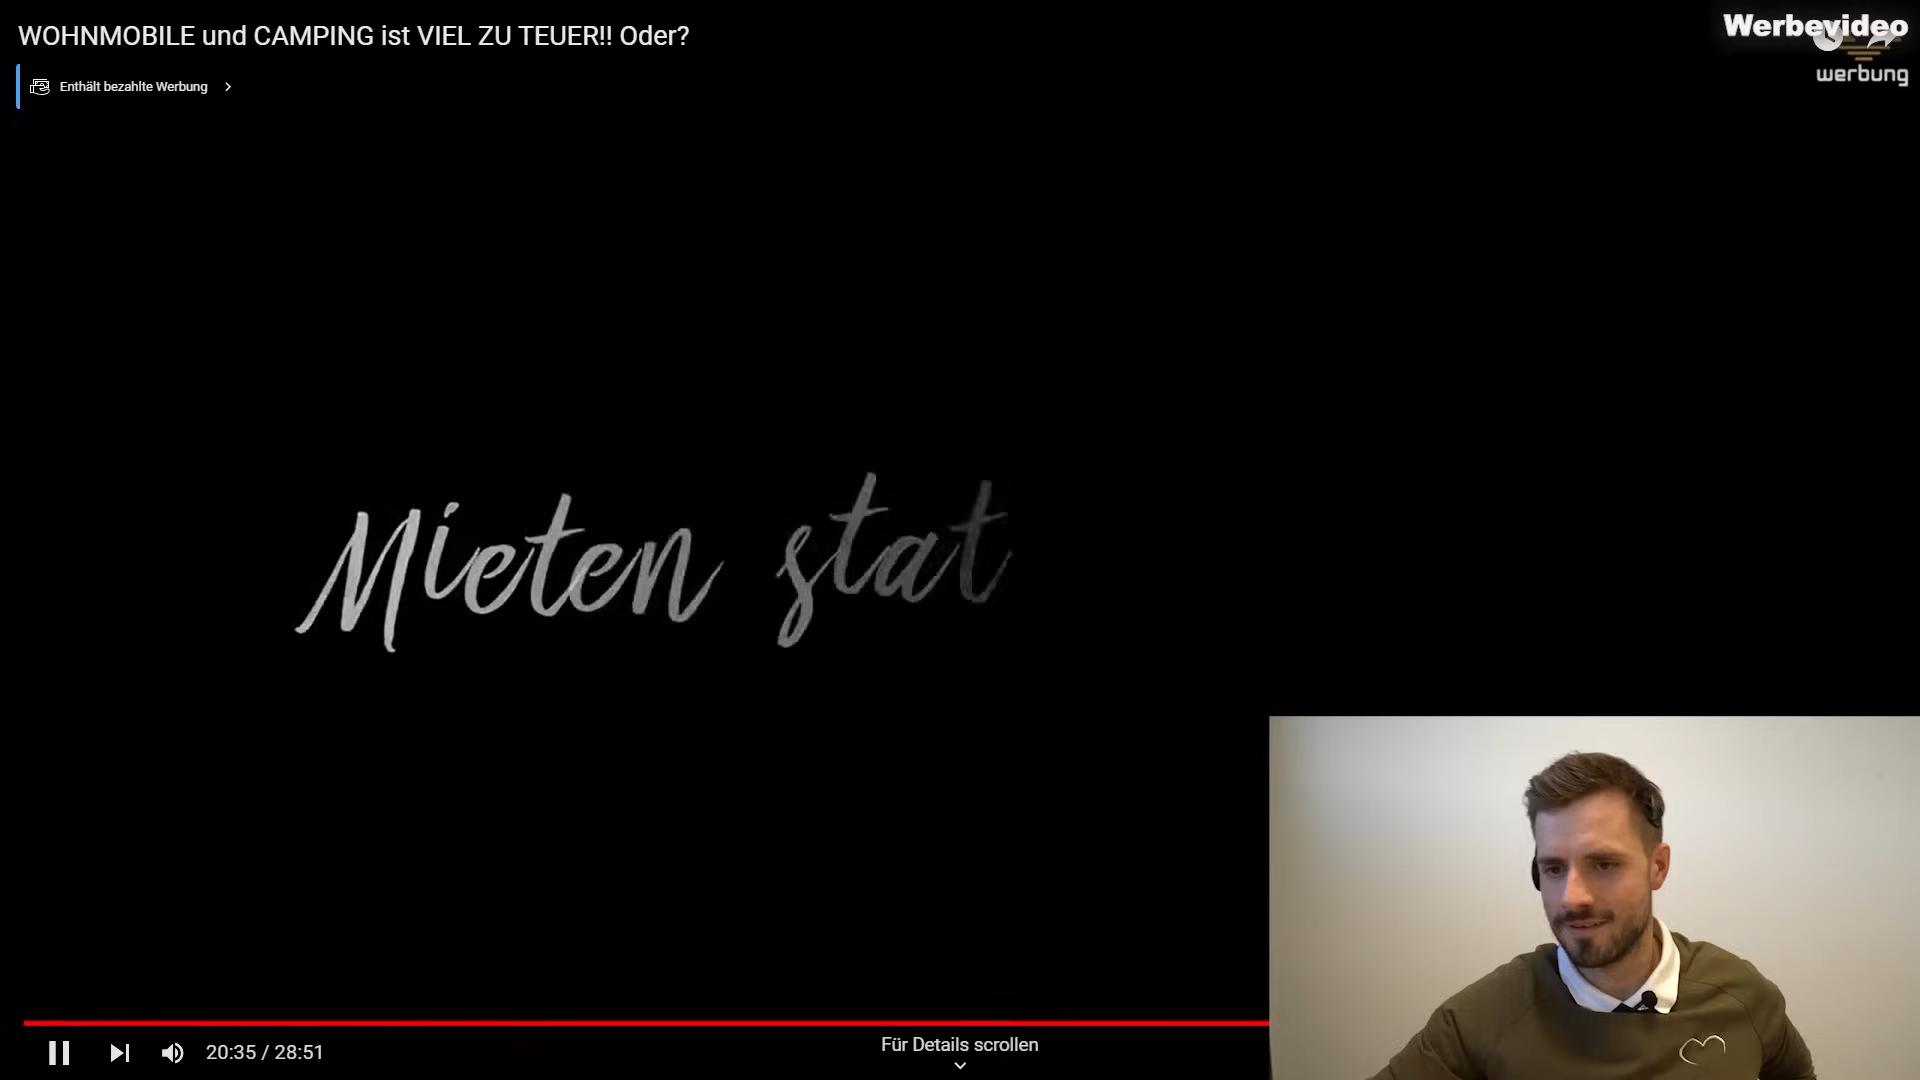 WOHNMOBILE und CAMPING ist VIEL ZU TEUER!! Oder?
Werbevideo
werbung
Enthält bezahlte Werbung
Mieten stat
20:35 / 28:51
Für Details scrollen